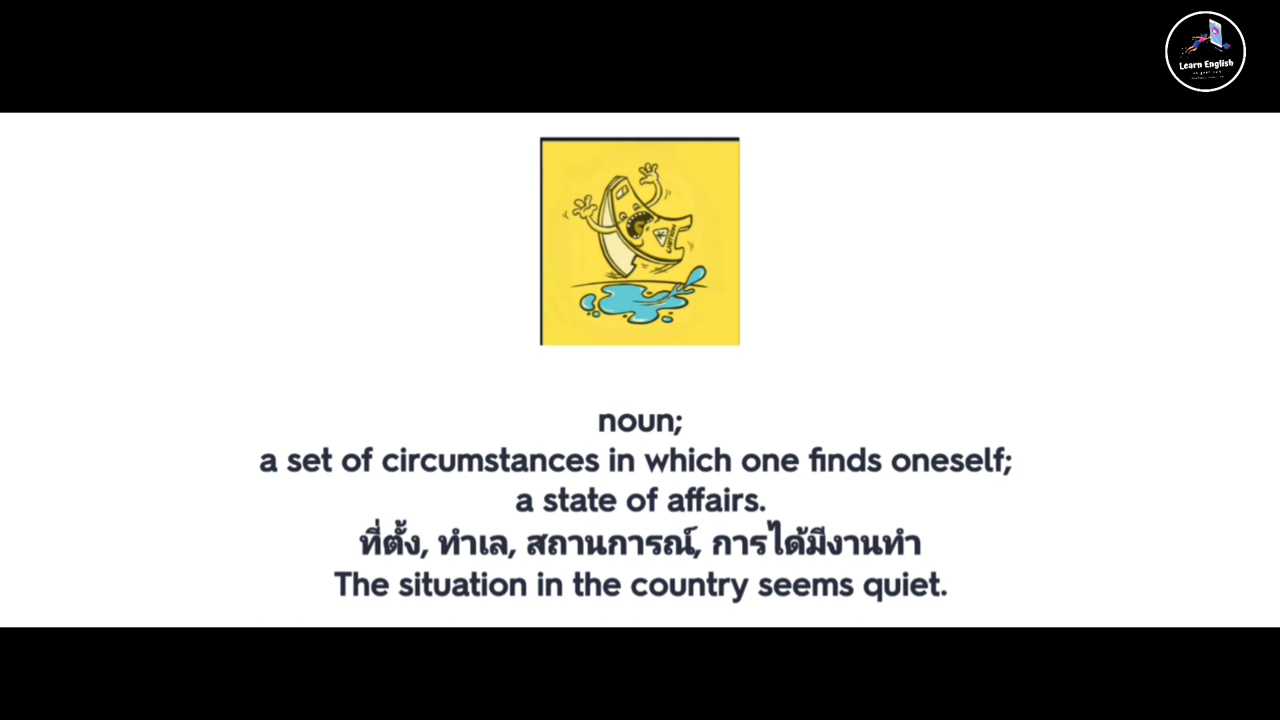 Learn English
CAUTION
noun;
a set of circumstances in which one finds oneself;
a state of affairs.
ที่ตั้ง, ทำเล, สถานการณ์, การได้มีงานทำ
The situation in the country seems quiet.